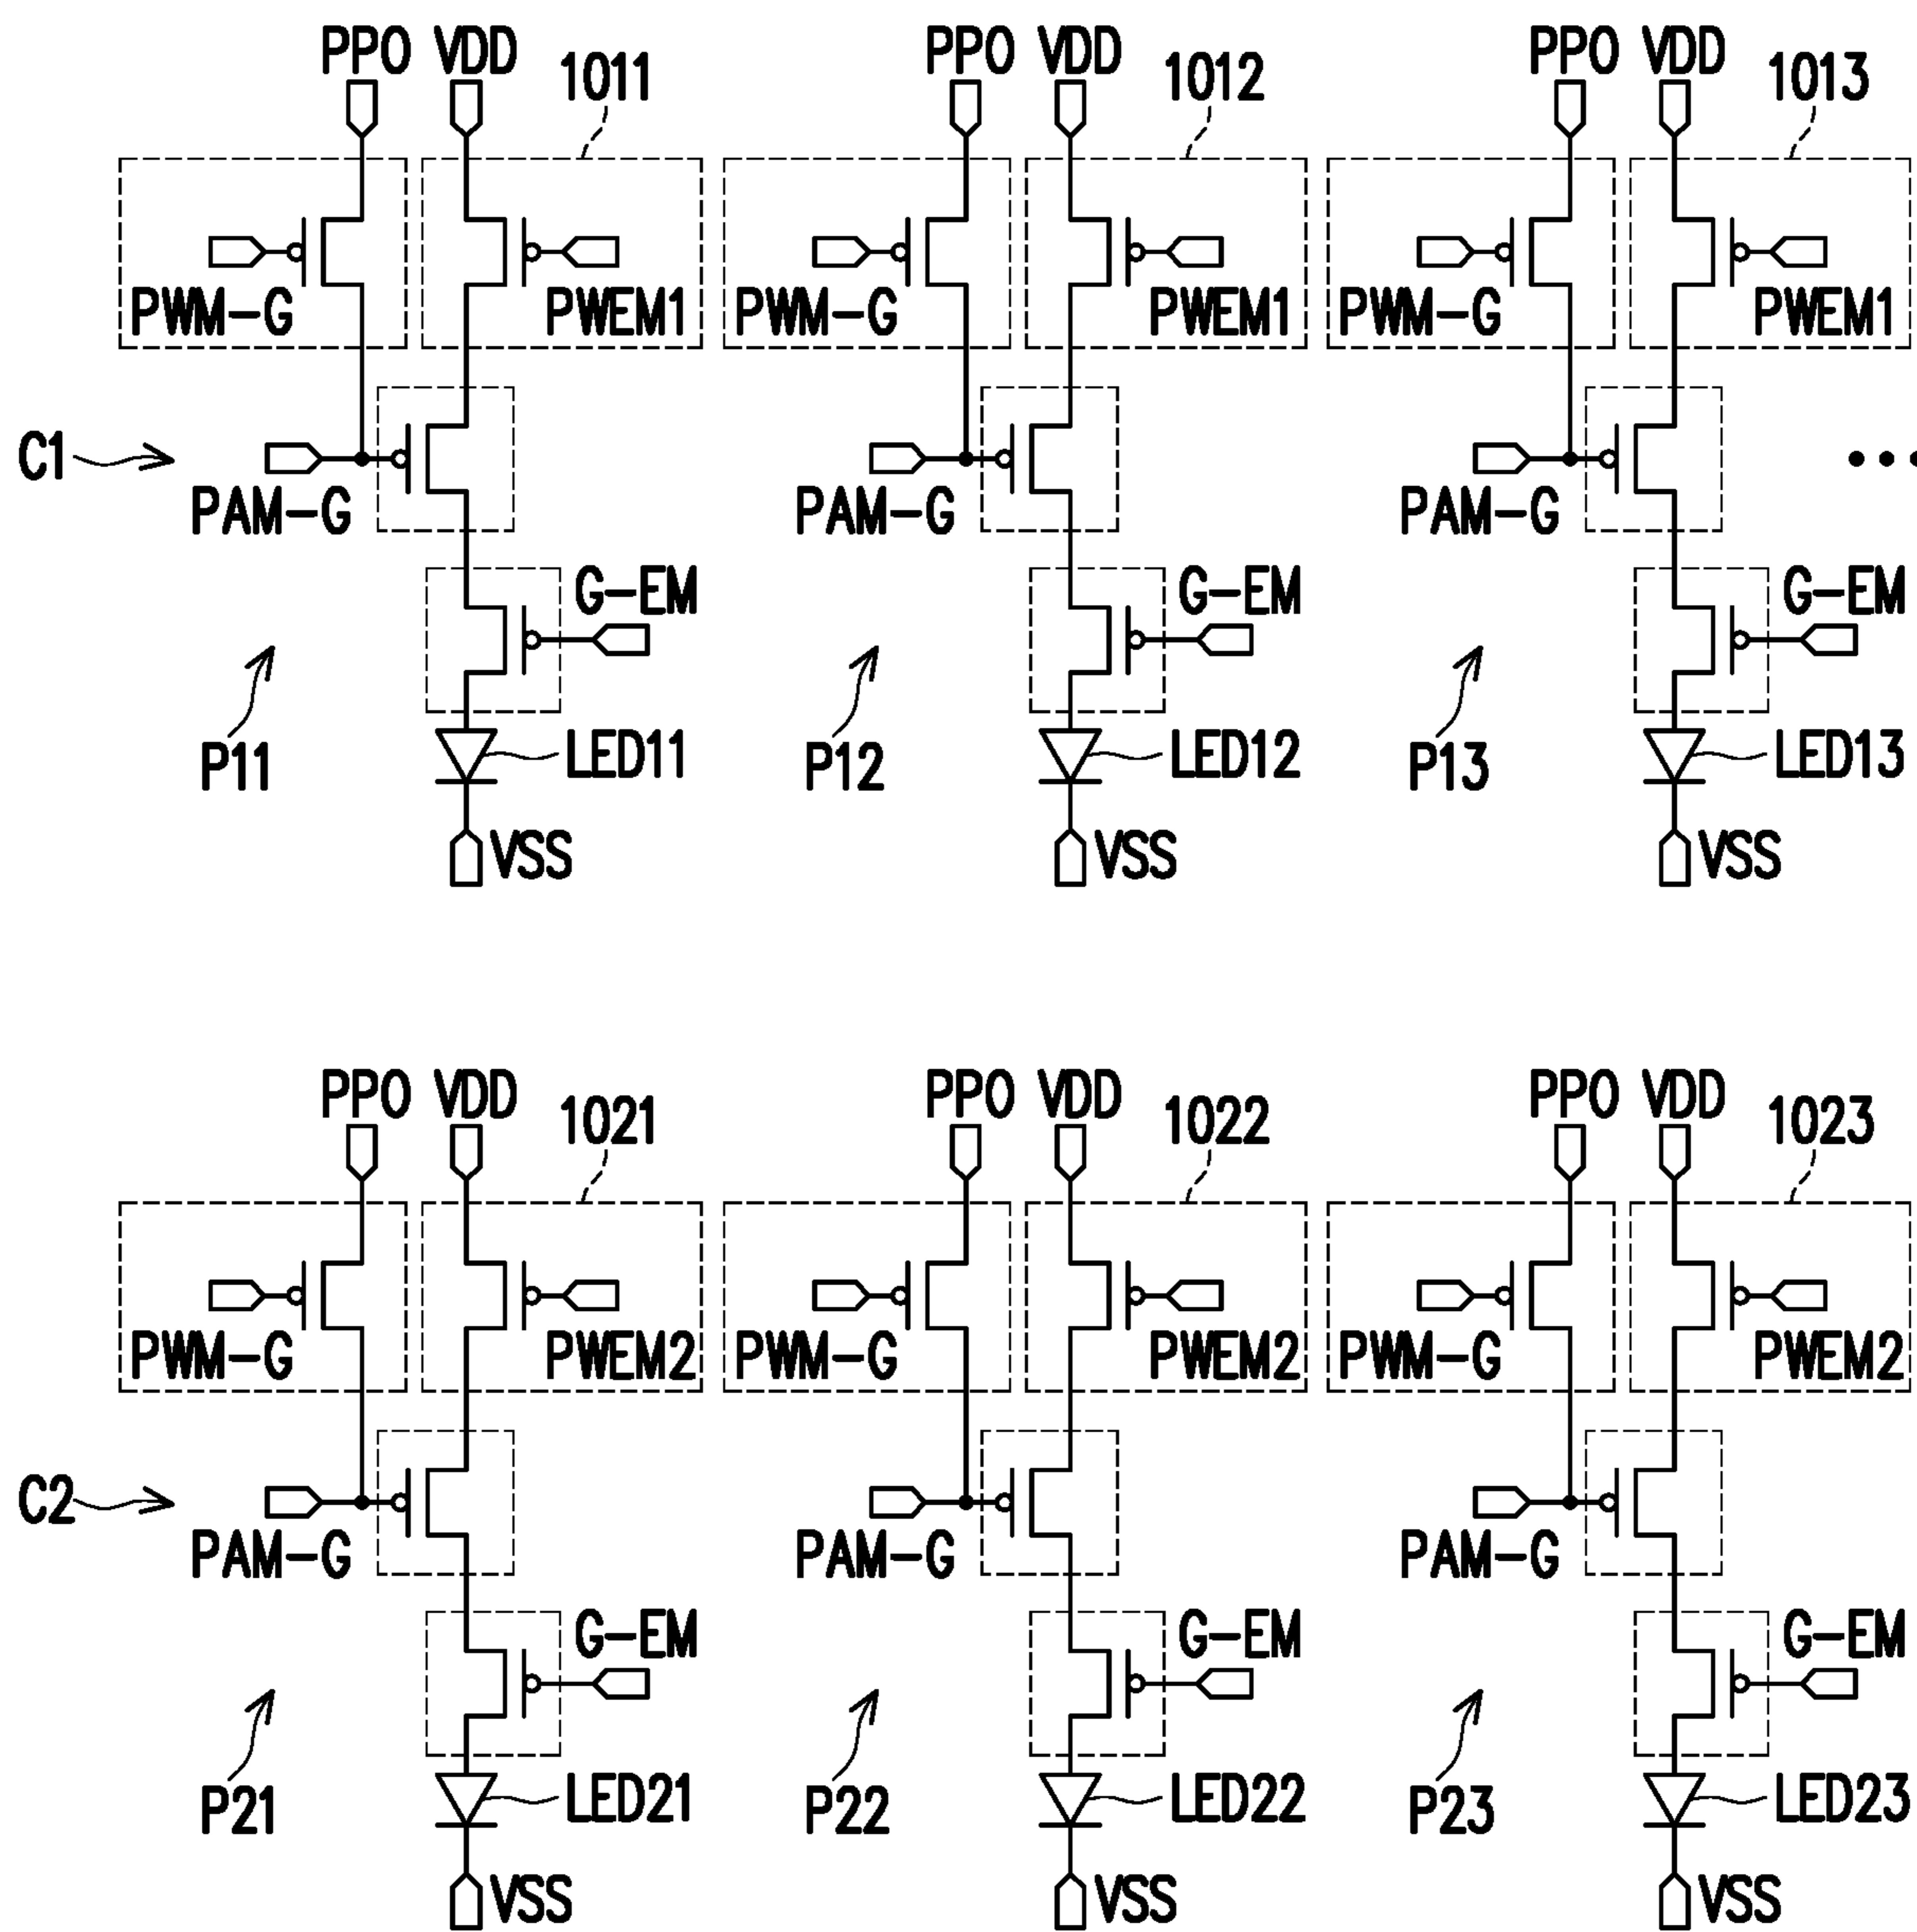 PPO VDD 1011 PPO VDD 1012 PPO VDD 1013
PWM-G PWEM1 PWM-G PWEM1 PWM-G PWEM1
C1
PAM-G PAM-G PAM-G
G-EM G-EM G-EM
P11 LED11 P12 LED12 P13 LED13
VSS VSS VSS
PPO VDD 1021 PPO VDD 1022 PPO VDD 1023
PWM-G PWEM2 PWM-G PWEM2 PWM-G PWEM2
C2
PAM-G PAM-G PAM-G
G-EM G-EM G-EM
P21 LED21 P22 LED22 P23 LED23
VSS VSS VSS